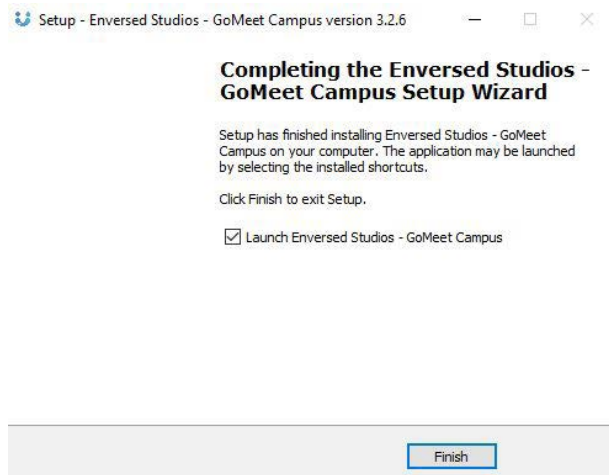 Setup - Enversed Studios - GoMeet Campus version 3.2.6
Completing the Enversed Studios -
GoMeet Campus Setup Wizard
Setup has finished installing Enversed Studios - GoMeet
Campus on your computer. The application may be launched
by selecting the installed shortcuts.
Click Finish to exit Setup.
Launch Enversed Studios - GoMeet Campus
Finish